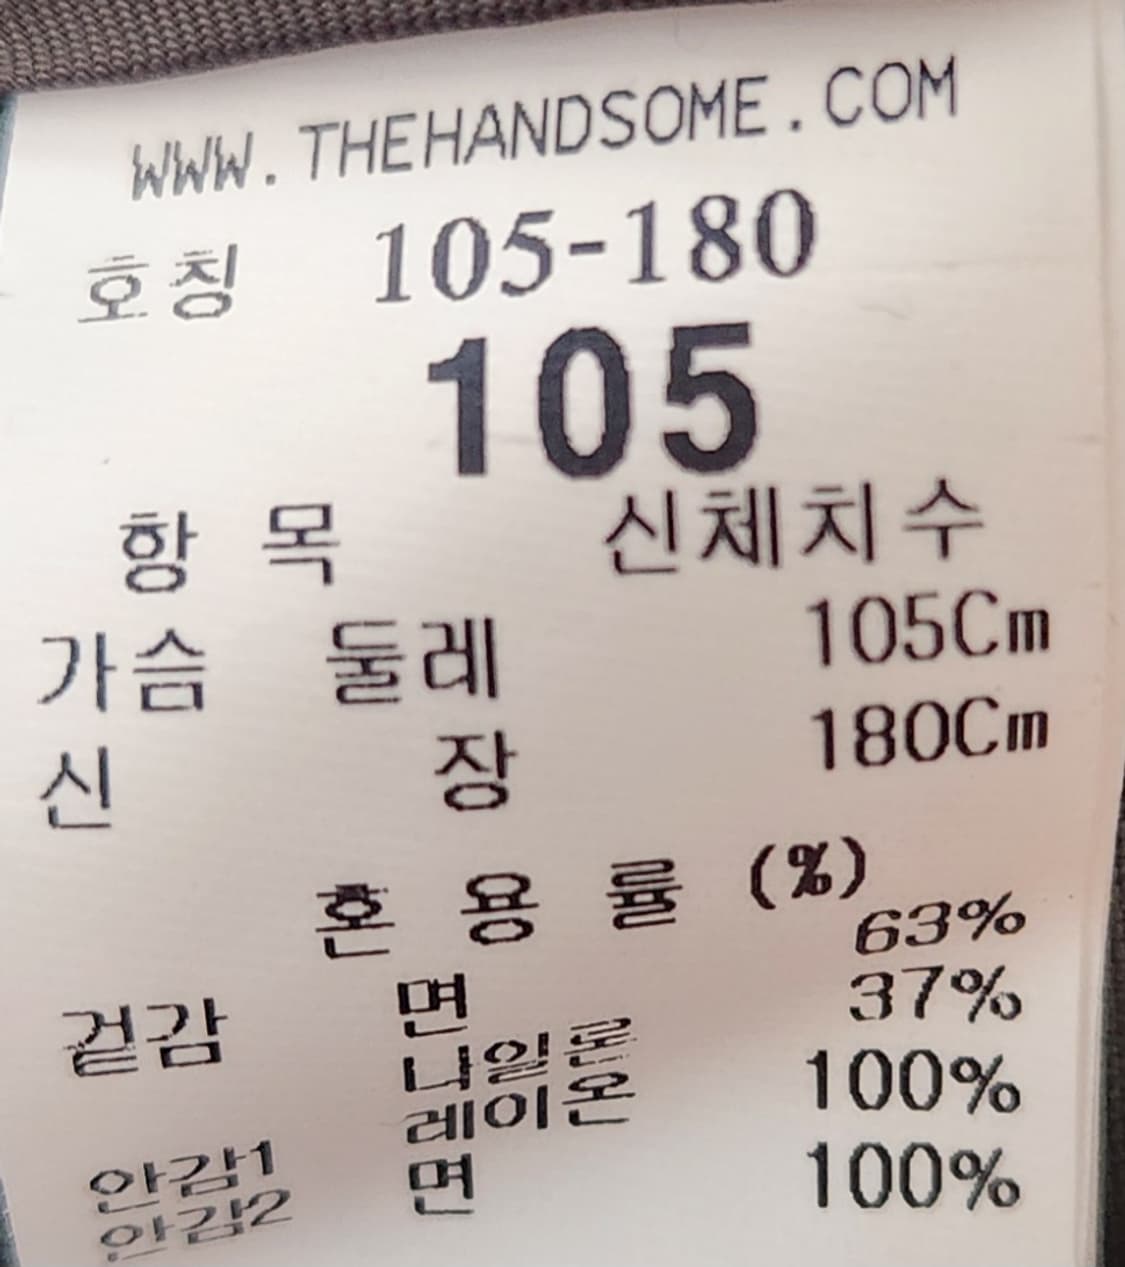 WWW.THEHANDSOME.COM
호칭 105-180
105
항 목 신체치수
가슴 둘레 105Cm
신 장 180Cm
혼 용 률 (%)
겉감 면 63%
나일론 37%
안감1 레이온 100%
안감2 면 100%